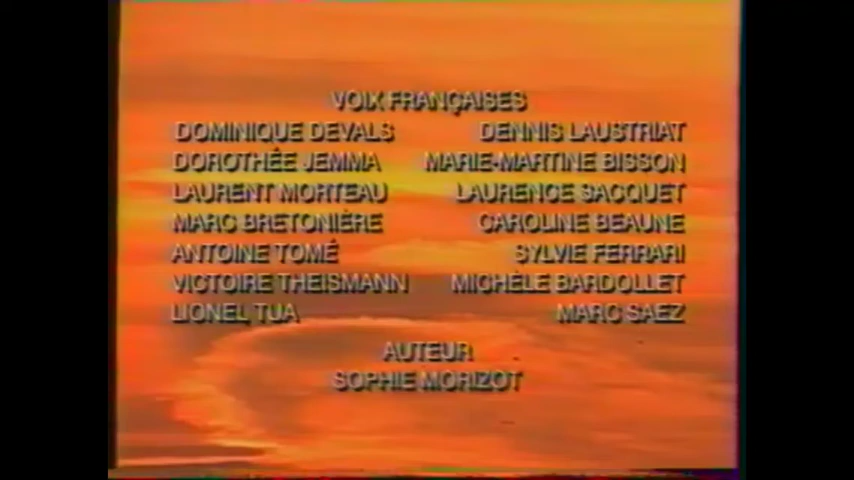 VOIX FRANÇAISES
DOMINIQUE DEVALS DENNIS LAUSTRIAT
DOROTHÉE JEMMA MARIE-MARTINE BISSON
LAURENT MORTEAU LAURENCE SACQUET
MARC BRETONIÈRE CAROLINE BEAUNE
ANTOINE TOMÉ SYLVIE FERRARI
VICTOIRE THEISMANN MICHÈLE BARDOLLET
LIONEL TUA MARC SAEZ
AUTEUR
SOPHIE MORIZOT